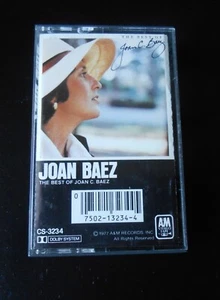 THE BEST OF
Joan C. Baez
JOAN BAEZ
THE BEST OF JOAN C. BAEZ
CS-3234
DOLBY SYSTEM
0
7502-13234-4
A&M
©1977 A&M RECORDS, INC.
All Rights Reserved